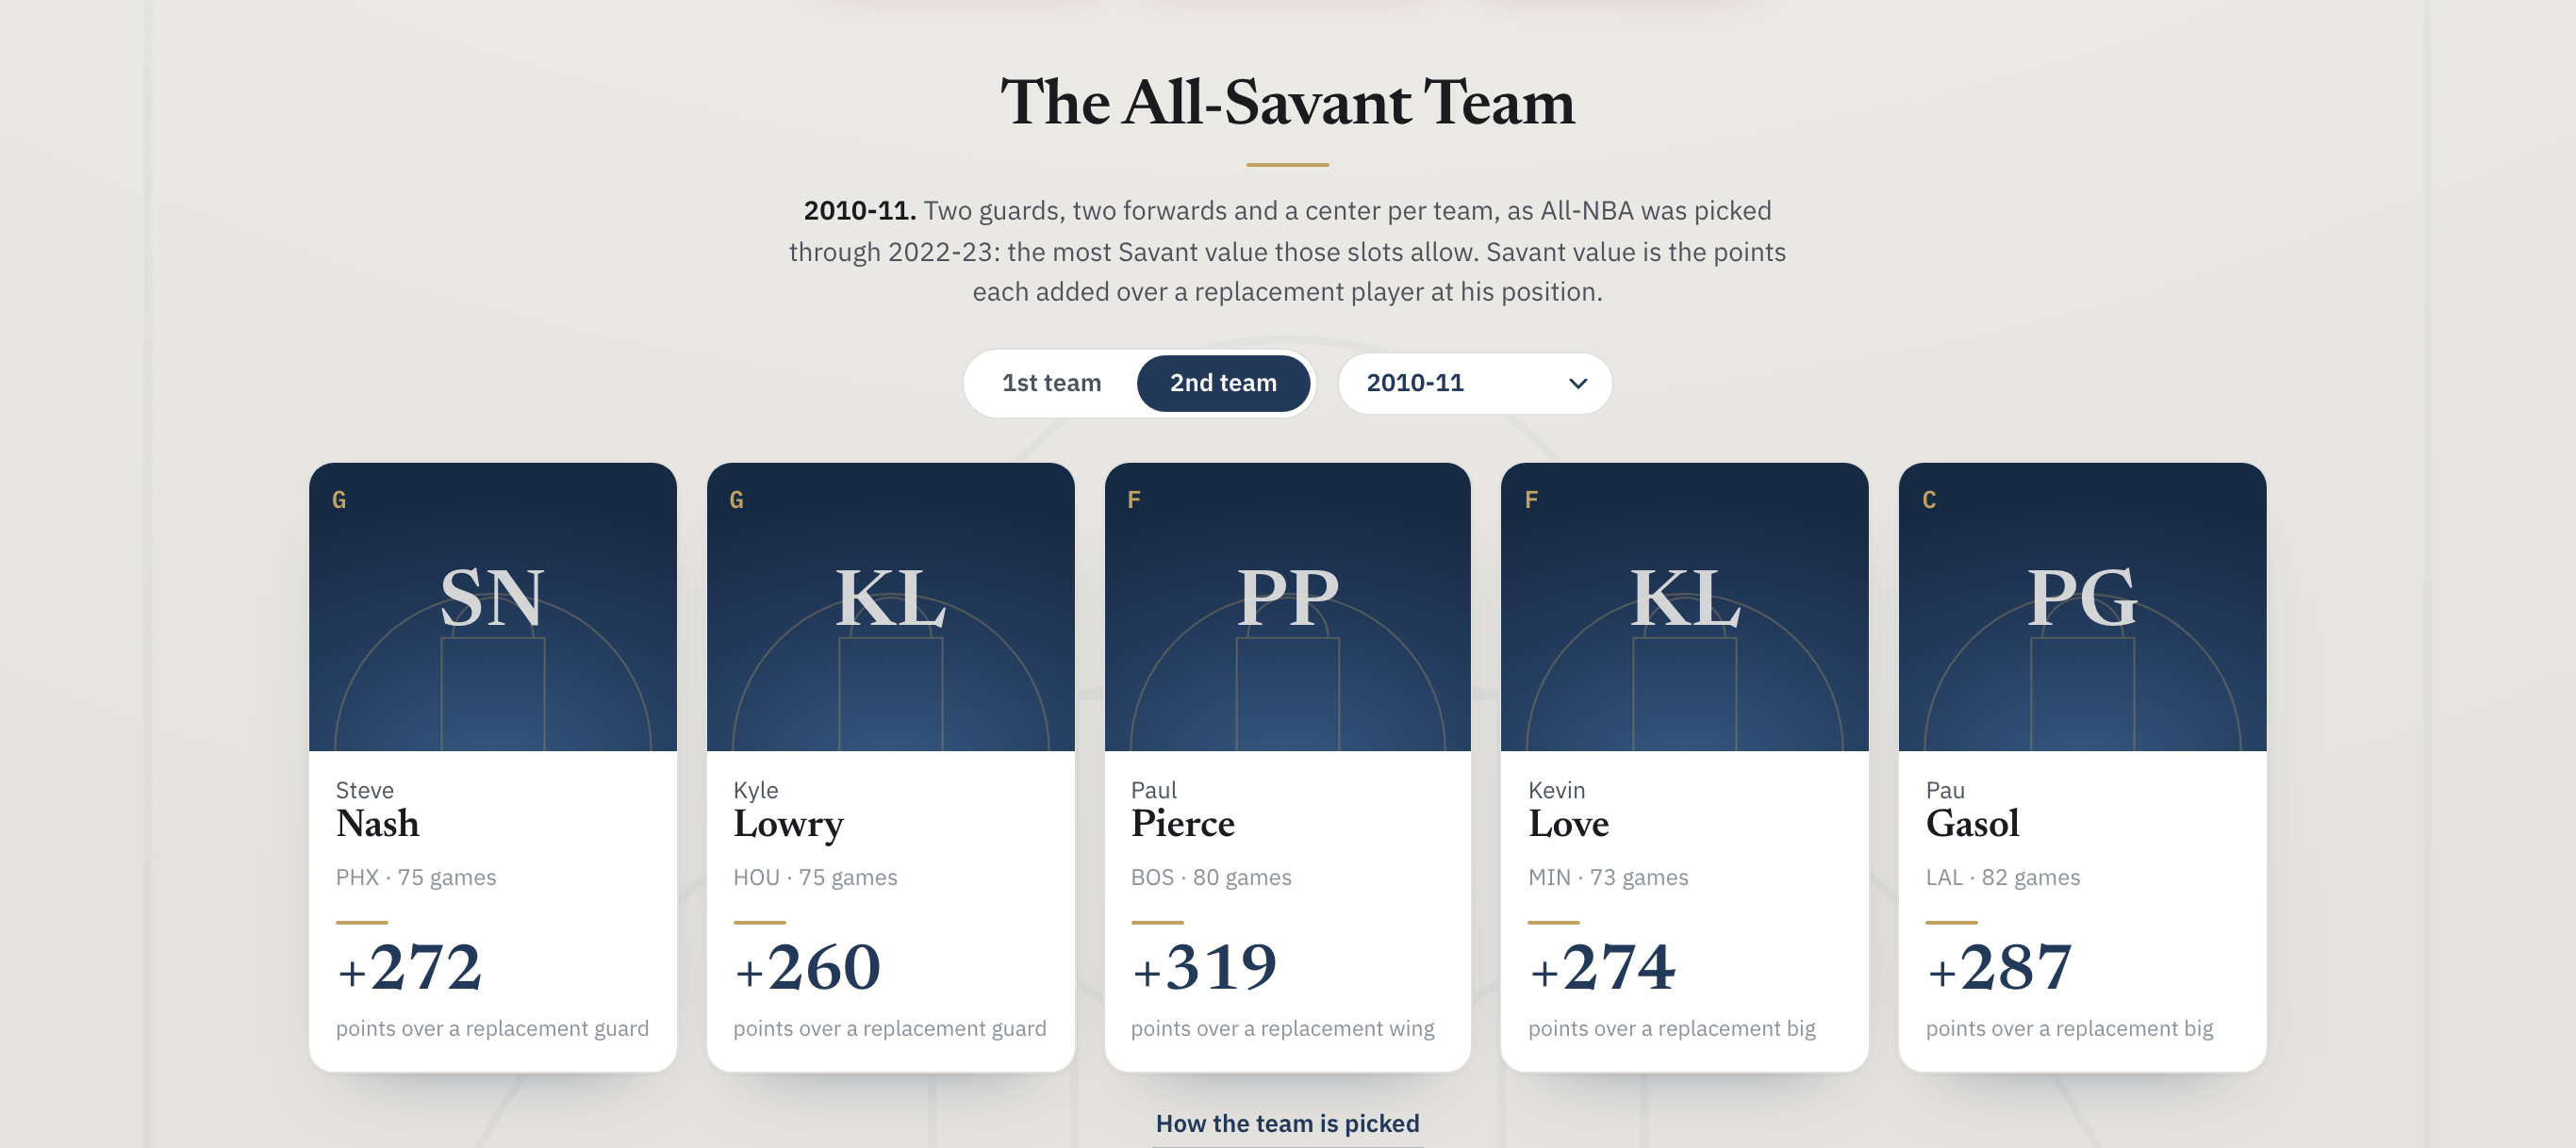 The All-Savant Team
2010-11. Two guards, two forwards and a center per team, as All-NBA was picked
through 2022-23: the most Savant value those slots allow. Savant value is the points
each added over a replacement player at his position.
1st team
2nd team
2010-11
G
SN
Steve
Nash
PHX · 75 games
+272
points over a replacement guard
G
KL
Kyle
Lowry
HOU · 75 games
+260
points over a replacement guard
F
PP
Paul
Pierce
BOS · 80 games
+319
points over a replacement wing
F
KL
Kevin
Love
MIN · 73 games
+274
points over a replacement big
C
PG
Pau
Gasol
LAL · 82 games
+287
points over a replacement big
How the team is picked